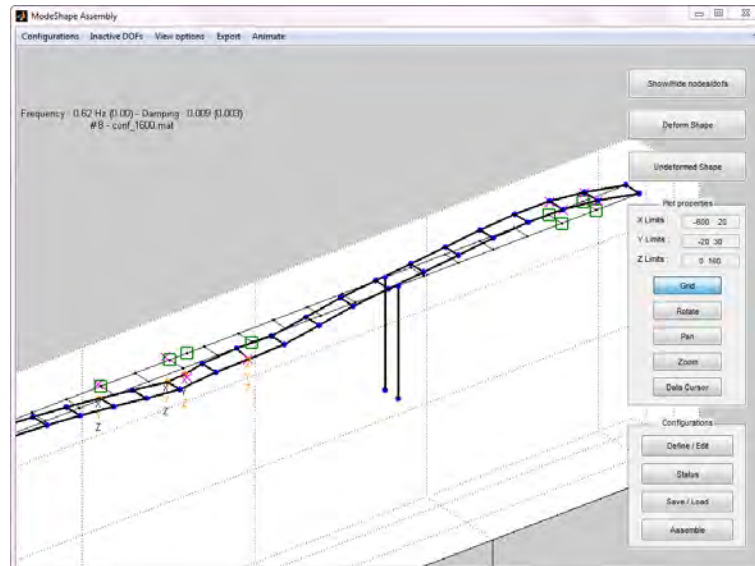 ModeShape Assembly
Configurations Inactive DOFs View options Export Animate
Frequency : 0.62 Hz (0.00) - Damping : 0.009 (0.003)
#8 - conf_1600.mat
Show/Hide nodes/dofs
Deform Shape
Undeformed Shape
Plot properties
X Limits : -600 20
Y Limits : -20 30
Z Limits : 0 160
Grid
Rotate
Pan
Zoom
Data Cursor
Configurations
Define / Edit
Status
Save / Load
Assemble
Z
Z
Z